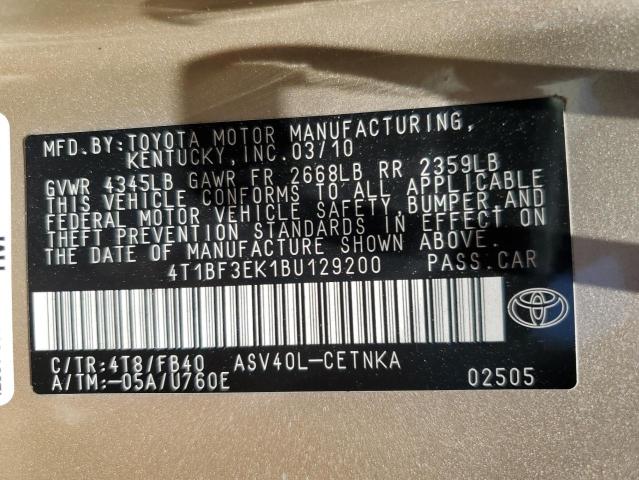 MFD. BY: TOYOTA MOTOR MANUFACTURING,
KENTUCKY, INC. 03/10
GVWR 4345LB GAWR FR 2668LB RR 2359LB
THIS VEHICLE CONFORMS TO ALL APPLICABLE
FEDERAL MOTOR VEHICLE SAFETY, BUMPER, AND
THEFT PREVENTION STANDARDS IN EFFECT ON
THE DATE OF MANUFACTURE SHOWN ABOVE.
4T1BF3EK1BU129200 PASS. CAR
C/TR: 4T8/FB40 ASV40L-CETNKA
A/TM: -05A/U760E 02505